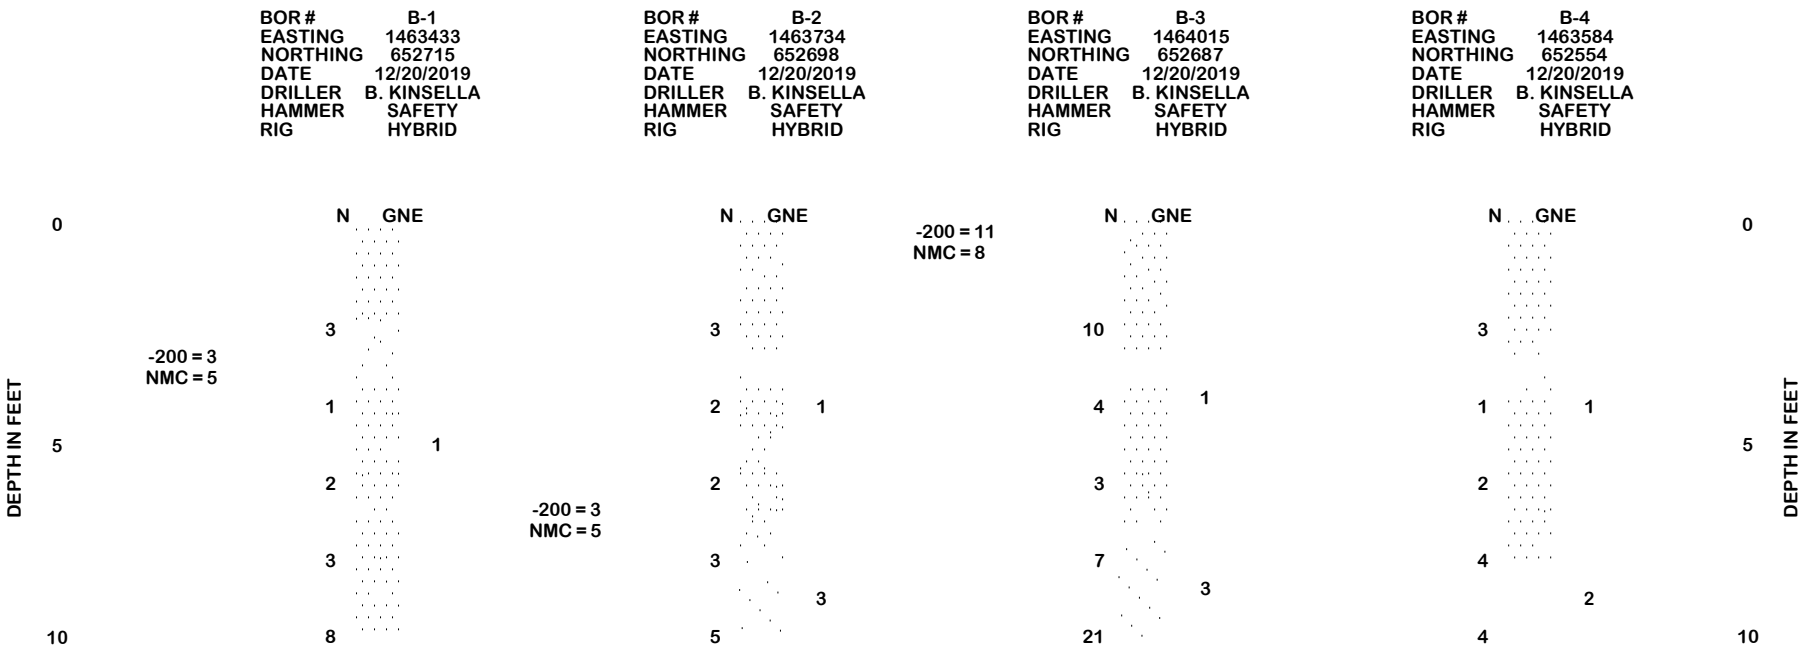 BOR # B-1
EASTING 1463433
NORTHING 652715
DATE 12/20/2019
DRILLER B. KINSELLA
HAMMER SAFETY
RIG HYBRID
BOR # B-2
EASTING 1463734
NORTHING 652698
DATE 12/20/2019
DRILLER B. KINSELLA
HAMMER SAFETY
RIG HYBRID
BOR # B-3
EASTING 1464015
NORTHING 652687
DATE 12/20/2019
DRILLER B. KINSELLA
HAMMER SAFETY
RIG HYBRID
BOR # B-4
EASTING 1463584
NORTHING 652554
DATE 12/20/2019
DRILLER B. KINSELLA
HAMMER SAFETY
RIG HYBRID
DEPTH IN FEET
0
5
10
N GNE
3
-200 = 3
NMC = 5
1
1
2
3
8
N GNE
3
2 1
2
-200 = 3
NMC = 5
3
3
5
N GNE
-200 = 11
NMC = 8
10
4 1
3
7
3
21
N GNE
3
1 1
2
4
2
4
0
5
10
DEPTH IN FEET